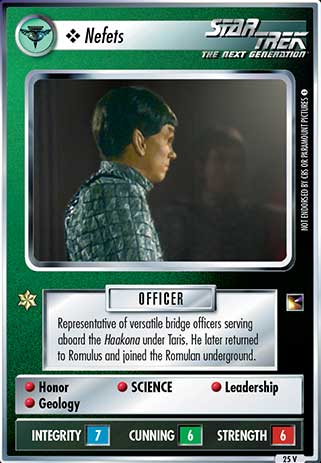 ❖ Nefets
STAR TREK
THE NEXT GENERATION
NOT ENDORSED BY CBS OR PARAMOUNT PICTURES
OFFICER
Representative of versatile bridge officers serving
aboard the Haakona under Taris. He later returned
to Romulus and joined the Romulan underground.
Honor SCIENCE Leadership
Geology
INTEGRITY 7 CUNNING 6 STRENGTH 6
25 V